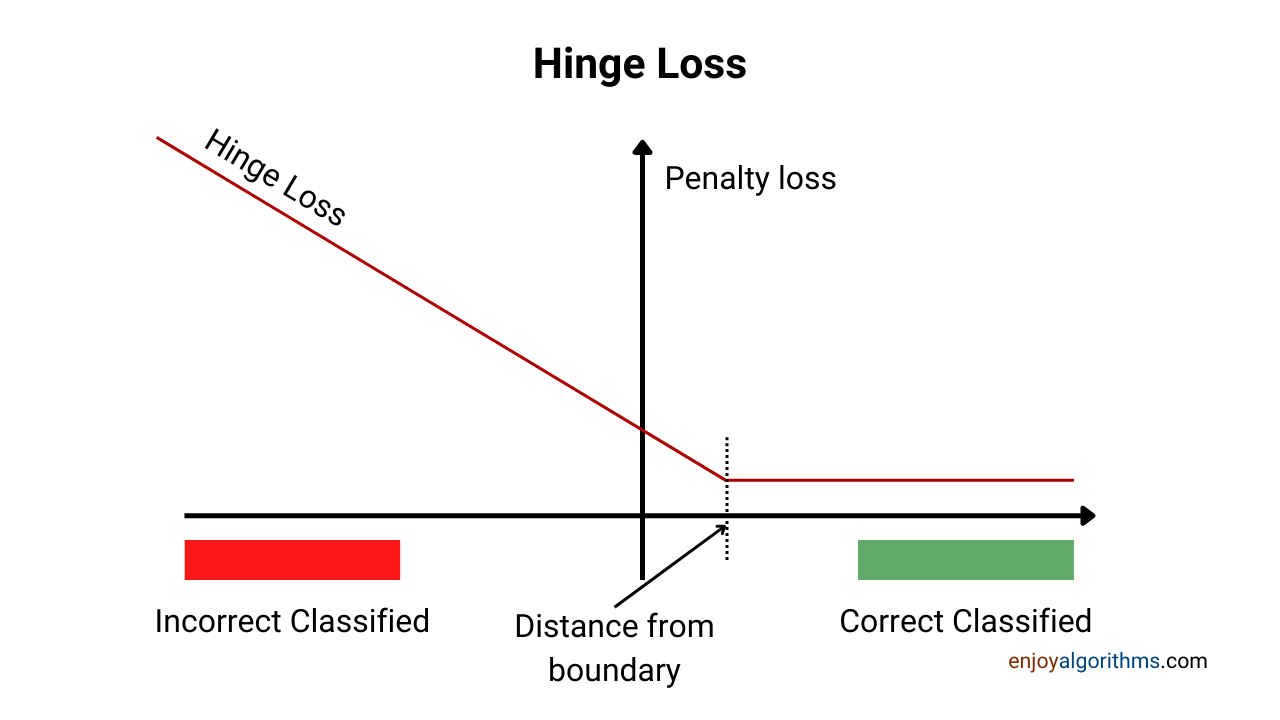 Hinge Loss
Hinge Loss
Penalty loss
Incorrect Classified
Distance from
boundary
Correct Classified
enjoyalgorithms.com